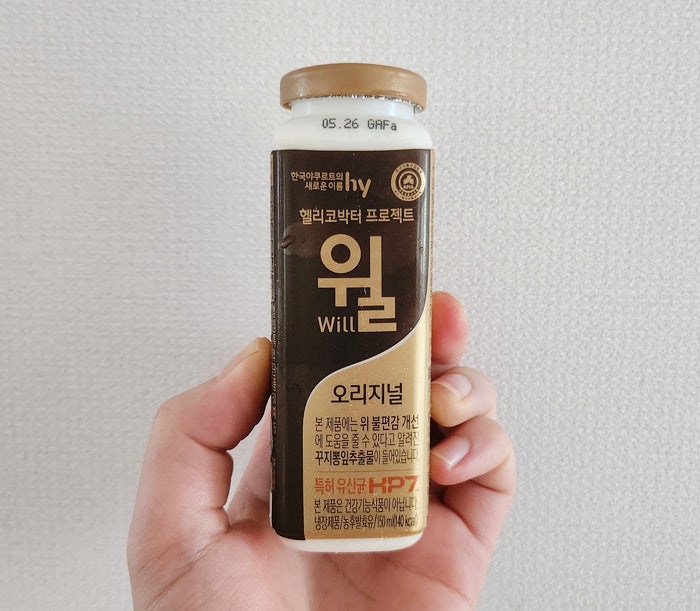 05.26 GAFa
한국야쿠르트의
새로운 이름 hy
헬리코박터 프로젝트
윌
Will
오리지널
본 제품에는 위 불편감 개선
에 도움을 줄 수 있다고 알려진
꾸지뽕잎추출물이 들어있습니다.
특허 유산균 HP7
본 제품은 건강기능식품이 아닙니다.
냉장제품/농후발효유/150 ml(140 kcal)